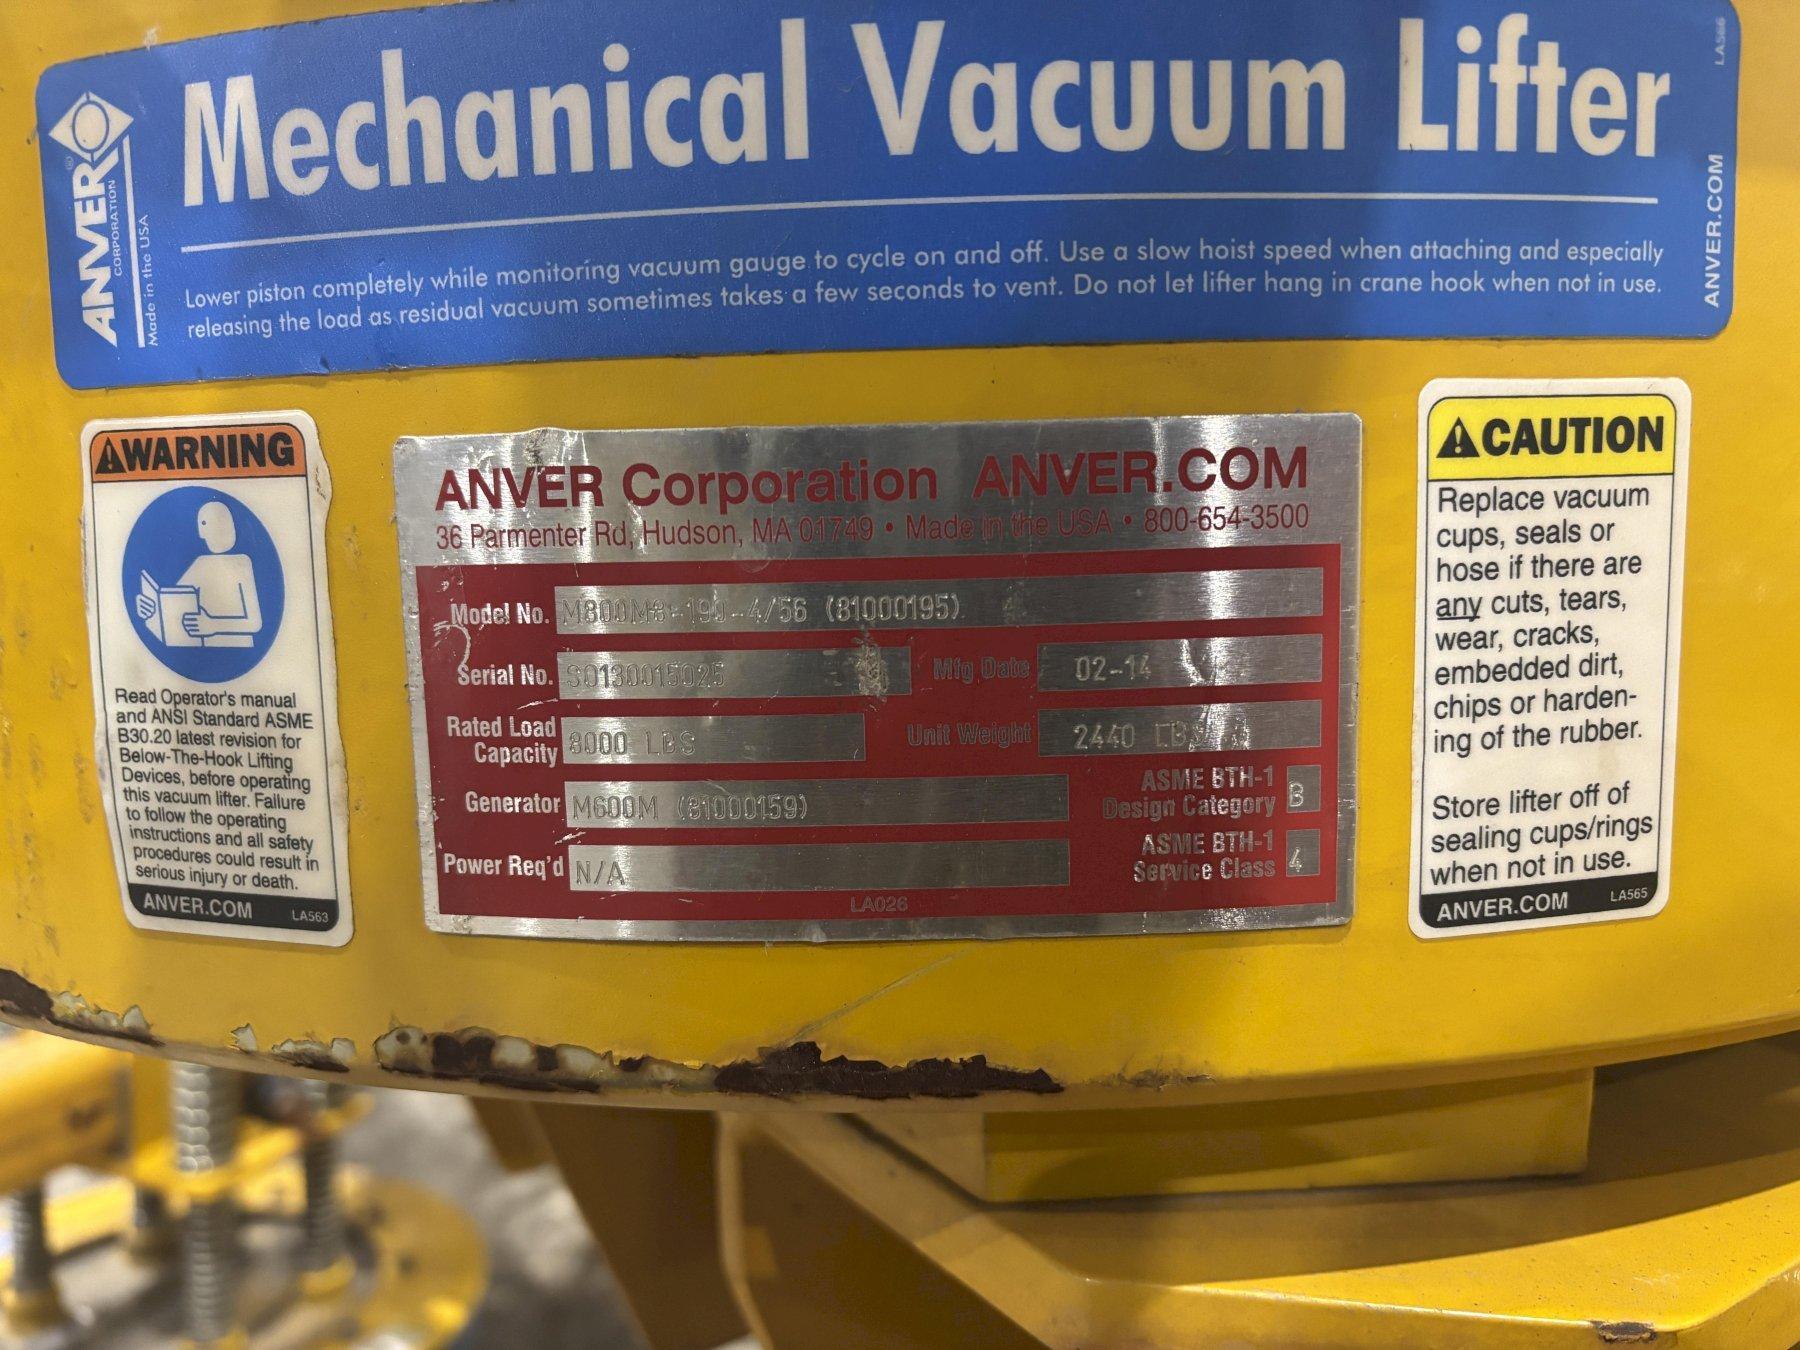 Mechanical Vacuum Lifter
Lower piston completely while monitoring vacuum gauge to cycle on and off. Use a slow hoist speed when attaching and especially
releasing the load as residual vacuum sometimes takes a few seconds to vent. Do not let lifter hang in crane hook when not in use.
ANVER®
CORPORATION
Made in the USA
LA566
ANVER.COM
WARNING
Read Operator's manual
and ANSI Standard ASME
B30.20 latest revision for
Below-The-Hook Lifting
Devices, before operating
this vacuum lifter. Failure
to follow the operating
instructions and all safety
procedures could result in
serious injury or death.
ANVER.COM LA563
ANVER Corporation ANVER.COM
36 Parmenter Rd, Hudson, MA 01749 • Made in the USA • 800-654-3500
Model No. M800M8-190-4/56 (81000195)
Serial No. S0130015025 Mfg Date 02-14
Rated Load
Capacity 8000 LBS Unit Weight 2440 LBS
Generator M600M (81000159) ASME BTH-1
Design Category B
Power Req'd N/A ASME BTH-1
Service Class 4
LA026
CAUTION
Replace vacuum
cups, seals or
hose if there are
any cuts, tears,
wear, cracks,
embedded dirt,
chips or harden-
ing of the rubber.
Store lifter off of
sealing cups/rings
when not in use.
ANVER.COM LA565